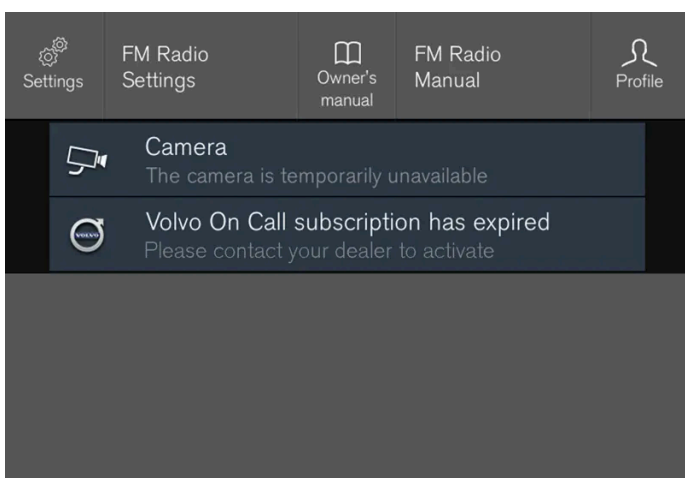 Settings
FM Radio
Settings
Owner's
manual
FM Radio
Manual
Profile
Camera
The camera is temporarily unavailable
VOLVO
Volvo On Call subscription has expired
Please contact your dealer to activate